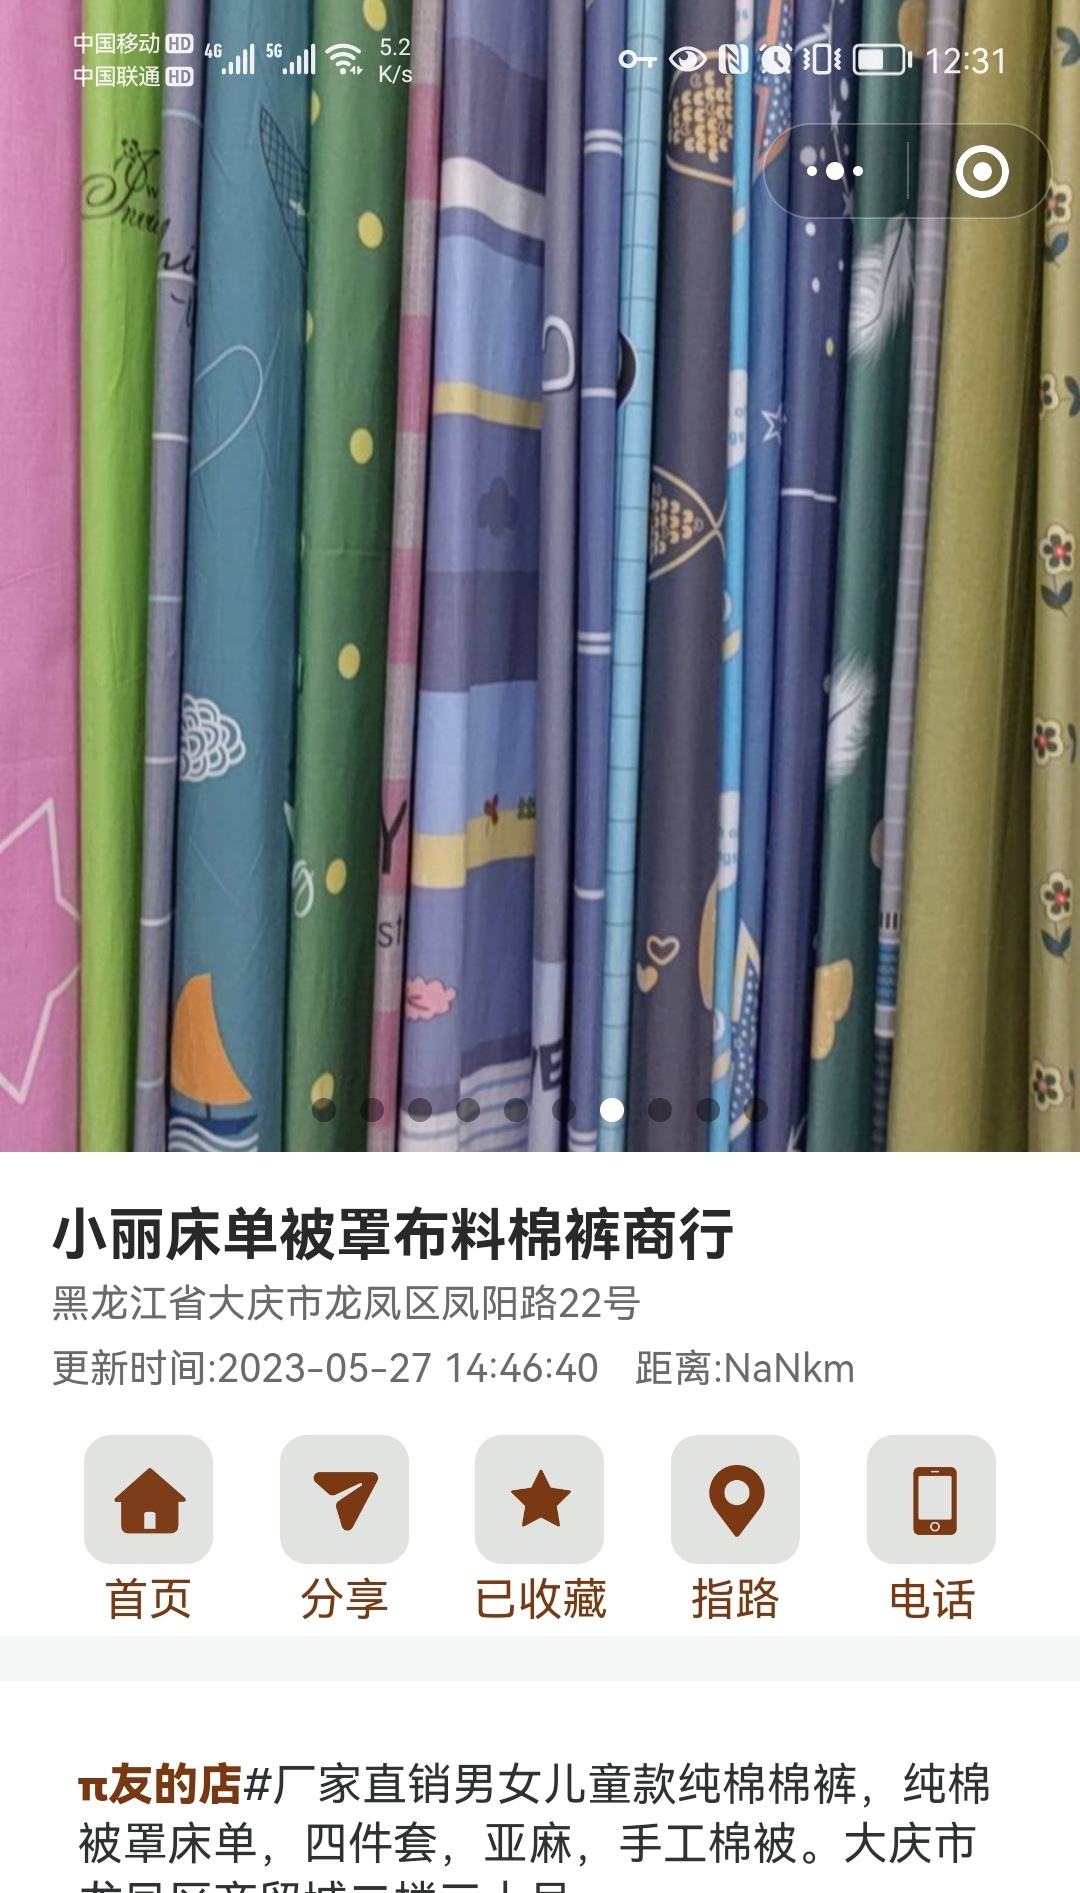 中国移动 HD 4G 5G 5.2 K/s 12:31
中国联通 HD
小丽床单被罩布料棉裤商行
黑龙江省大庆市龙凤区凤阳路22号
更新时间:2023-05-27 14:46:40 距离:NaNkm
首页 分享 已收藏 指路 电话
π友的店#厂家直销男女儿童款纯棉棉裤，纯棉
被罩床单，四件套，亚麻，手工棉被。大庆市